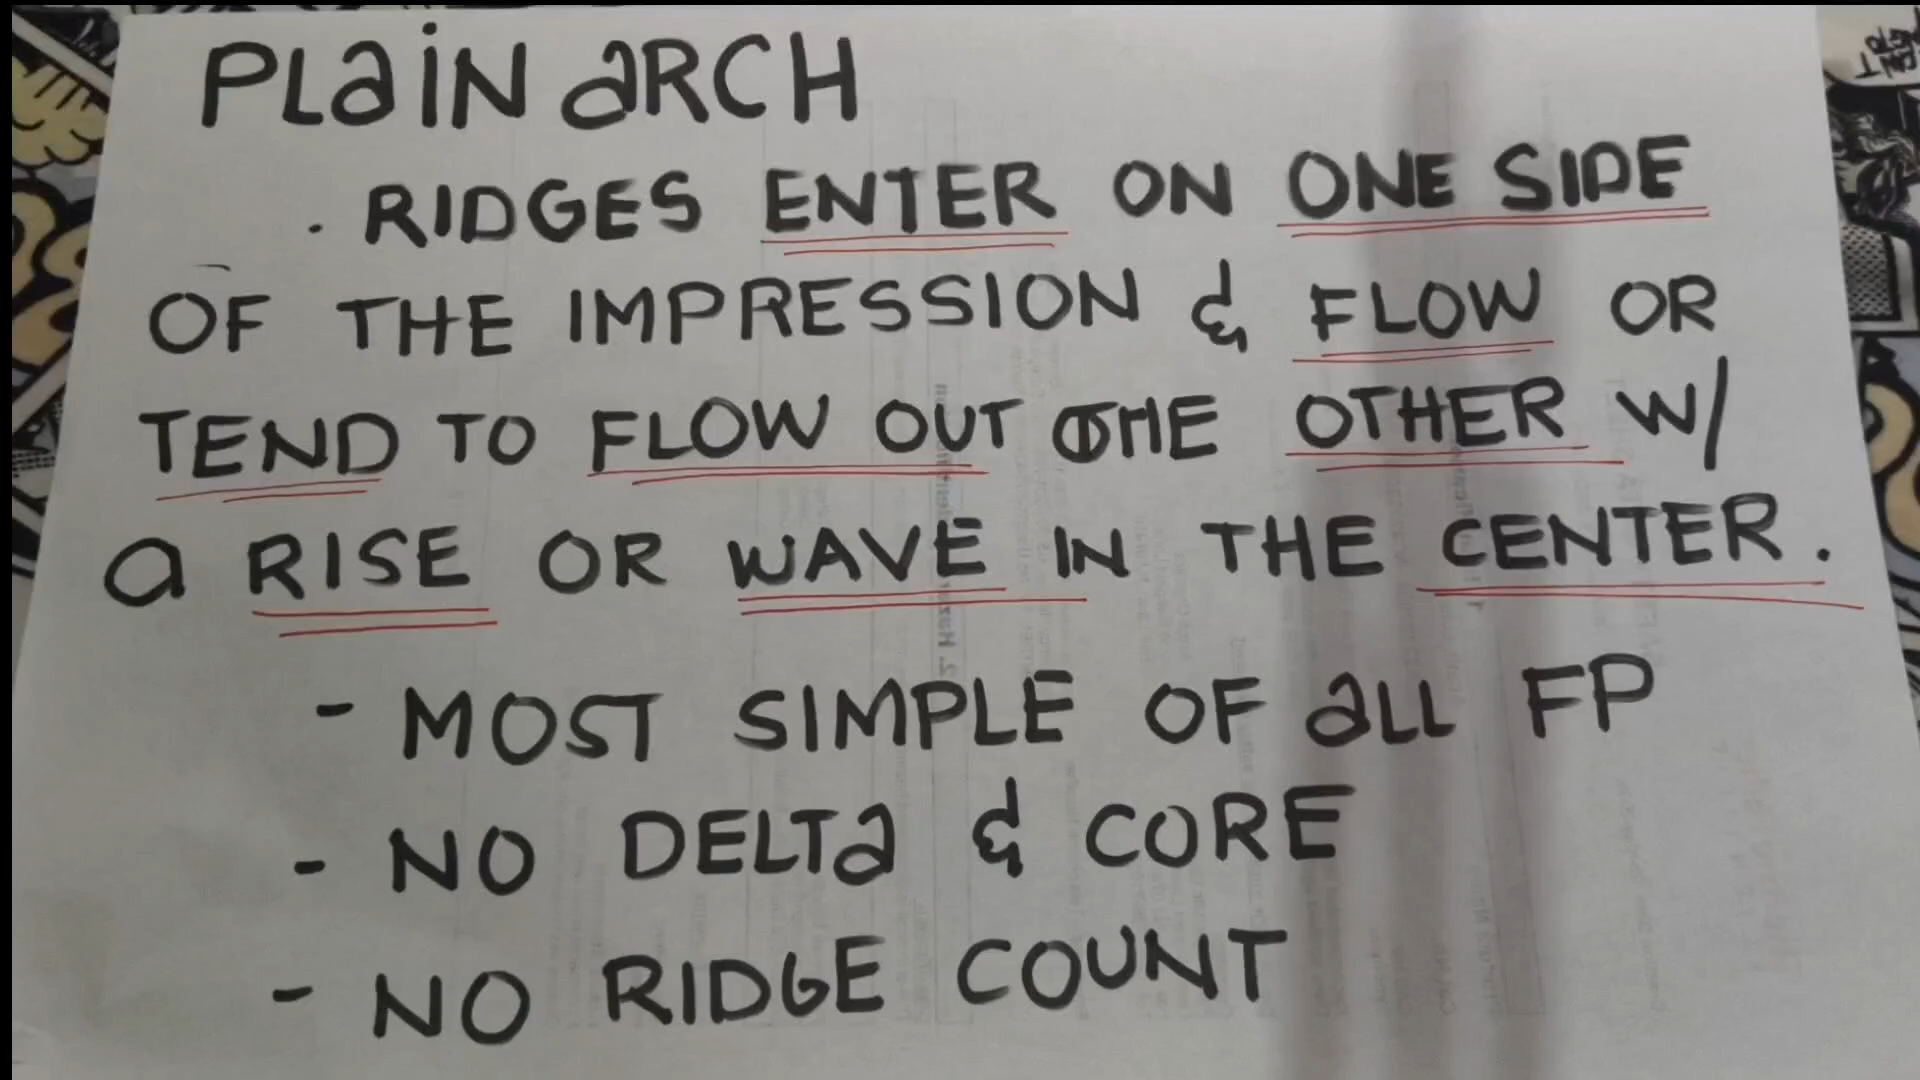 PLaiN aRCH
. RIDGES ENTER ON ONE SIDE
OF THE IMPRESSION & FLOW OR
TEND TO FLOW OUT THE OTHER W/
a RISE OR WAVE IN THE CENTER.
- MOST SIMPLE OF aLL FP
- NO DELTa & CORE
- NO RIDGE COUNT